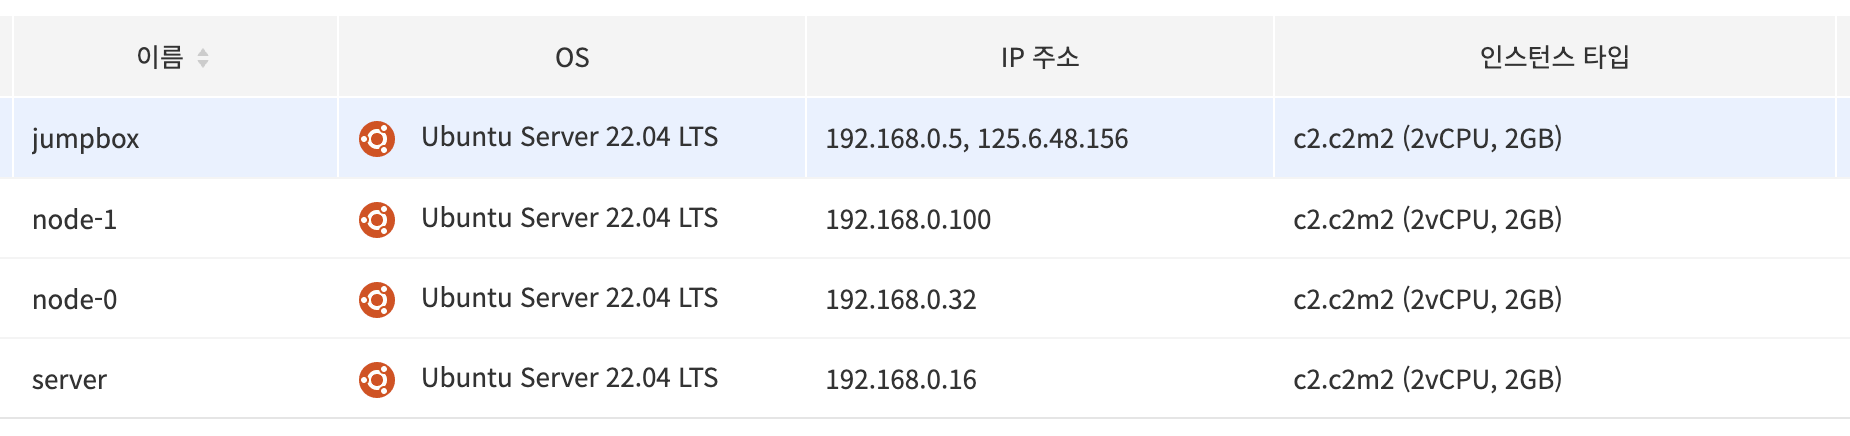 이름 OS IP 주소 인스턴스 타입
jumpbox Ubuntu Server 22.04 LTS 192.168.0.5, 125.6.48.156 c2.c2m2 (2vCPU, 2GB)
node-1 Ubuntu Server 22.04 LTS 192.168.0.100 c2.c2m2 (2vCPU, 2GB)
node-0 Ubuntu Server 22.04 LTS 192.168.0.32 c2.c2m2 (2vCPU, 2GB)
server Ubuntu Server 22.04 LTS 192.168.0.16 c2.c2m2 (2vCPU, 2GB)